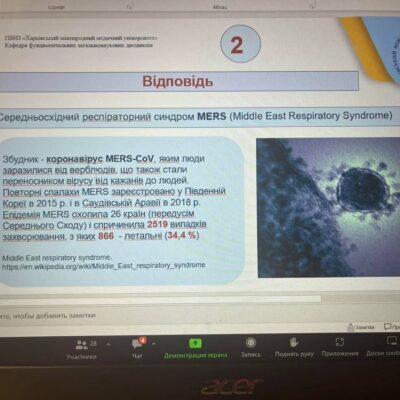 Шрифт
Абзац
ПВНЗ «Харківський міжнародний медичний університет»
Кафедра фундаментальних загальнонаукових дисциплін
2
Відповідь
Середньосхідний респіраторний синдром MERS (Middle East Respiratory Syndrome)
Збудник - коронавірус MERS-CoV, яким люди
заразилися від верблюдів, що також стали
переносником вірусу від кажанів до людей.
Повторні спалахи MERS зареєстровано у Південній
Кореї в 2015 р. і в Саудівській Аравії в 2018 р.
Епідемія MERS охопила 26 країн (передусім
Середнього Сходу) і спричинила 2519 випадків
захворювання, з яких 866 - летальні (34,4 %)
Middle East respiratory syndrome.
https://en.wikipedia.org/wiki/Middle_East_respiratory_syndrome
чтобы добавить заметки
Заметки
28
4
Участники
Чат
Демонстрация экрана
Запись
Поднять руку
Приложения
Доски
acer